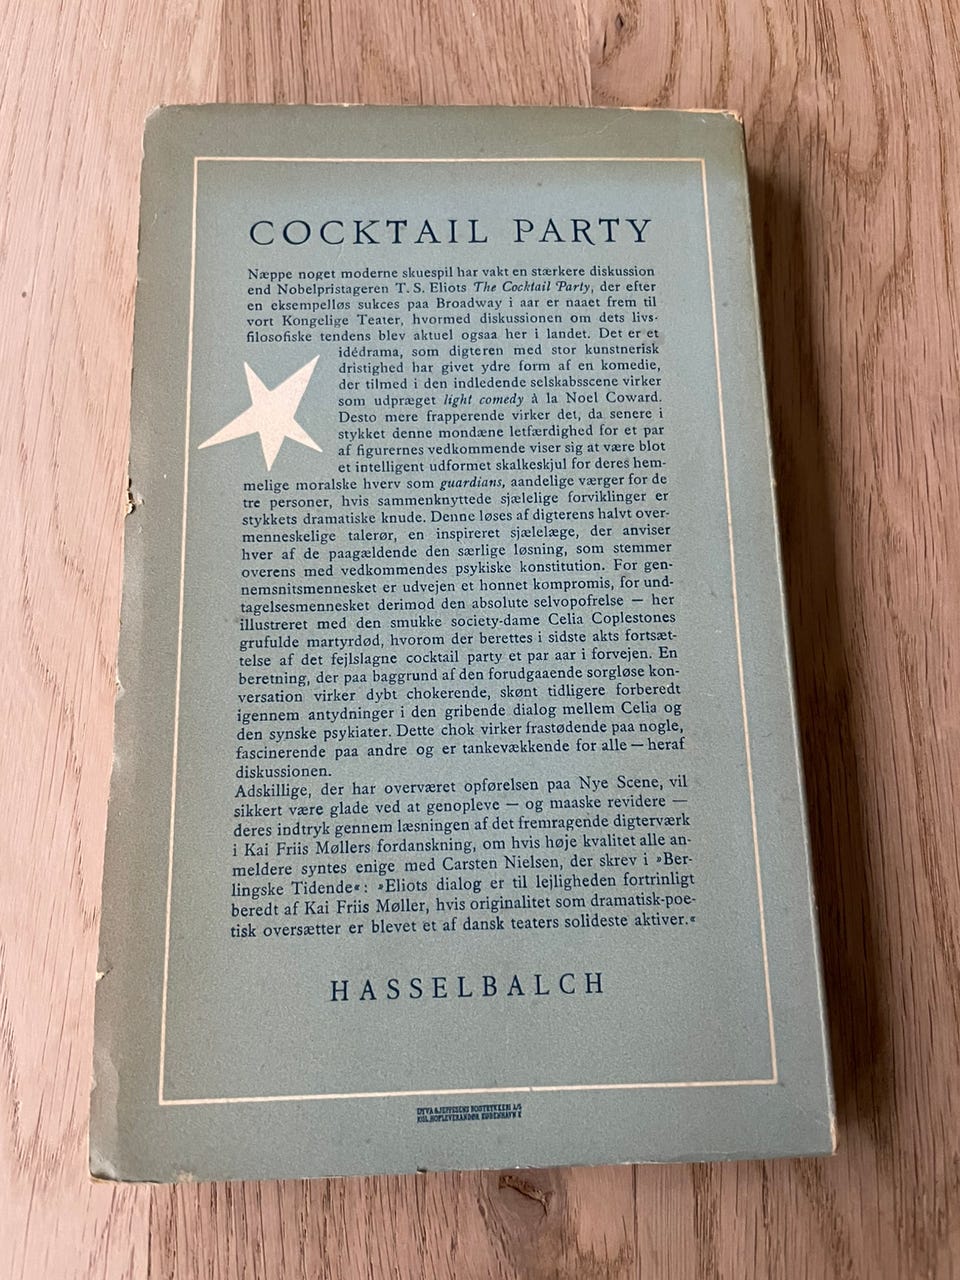 COCKTAIL PARTY
Næppe noget moderne skuespil har vakt en stærkere diskussion
end Nobelpristageren T. S. Eliots The Cocktail Party, der efter
en eksempelløs sukces paa Broadway i aar er naaet frem til
vort Kongelige Teater, hvormed diskussionen om dets livs-
filosofiske tendens blev aktuel ogsaa her i landet. Det er et
idédrama, som digteren med stor kunstnerisk
dristighed har givet ydre form af en komedie,
der tilmed i den indledende selskabsscene virker
som udpræget light comedy à la Noel Coward.
Desto mere frapperende virker det, da senere i
stykket denne mondæne letfærdighed for et par
af figurernes vedkommende viser sig at være blot
et intelligent udformet skalkeskjul for deres hem-
melige moralske hverv som guardians, aandelige værger for de
tre personer, hvis sammenknyttede sjælelige forviklinger er
stykkets dramatiske knude. Denne løses af digterens halvt over-
menneskelige talerør, en inspireret sjælelæge, der anviser
hver af de paagældende den særlige løsning, som stemmer
overens med vedkommendes psykiske konstitution. For gen-
nemsnitsmennesket er udvejen et honnet kompromis, for und-
tagelsesmennesket derimod den absolute selvopofrelse — her
illustreret med den smukke society-dame Celia Coplestones
grufulde martyrdød, hvorom der berettes i sidste akts fortsæt-
telse af det fejlslagne cocktail party et par aar i forvejen. En
beretning, der paa baggrund af den forudgaaende sorgløse kon-
versation virker dybt chokerende, skønt tidligere forberedt
igennem antydninger i den gribende dialog mellem Celia og
den synske psykiater. Dette chok virker frastødende paa nogle,
fascinerende paa andre og er tankevækkende for alle — heraf
diskussionen.
Adskillige, der har overværet opførelsen paa Nye Scene, vil
sikkert være glade ved at genopleve — og maaske revidere —
deres indtryk gennem læsningen af det fremragende digterværk
i Kai Friis Møllers fordanskning, om hvis høje kvalitet alle an-
meldere syntes enige med Carsten Nielsen, der skrev i »Ber-
lingske Tidende«: »Eliots dialog er til lejligheden fortrinligt
beredt af Kai Friis Møller, hvis originalitet som dramatisk-poe-
tisk oversætter er blevet et af dansk teaters solideste aktiver.«
HASSELBALCH
DYVA & JEPPESENS BOGTRYKKERI A/S
KGL. HOFLEVERANDØR KØBENHAVN K